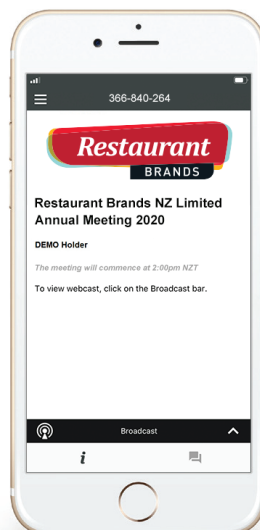 366-840-264
Restaurant
BRANDS
Restaurant Brands NZ Limited
Annual Meeting 2020
DEMO Holder
The meeting will commence at 2:00pm NZT
To view webcast, click on the Broadcast bar.
Broadcast
i